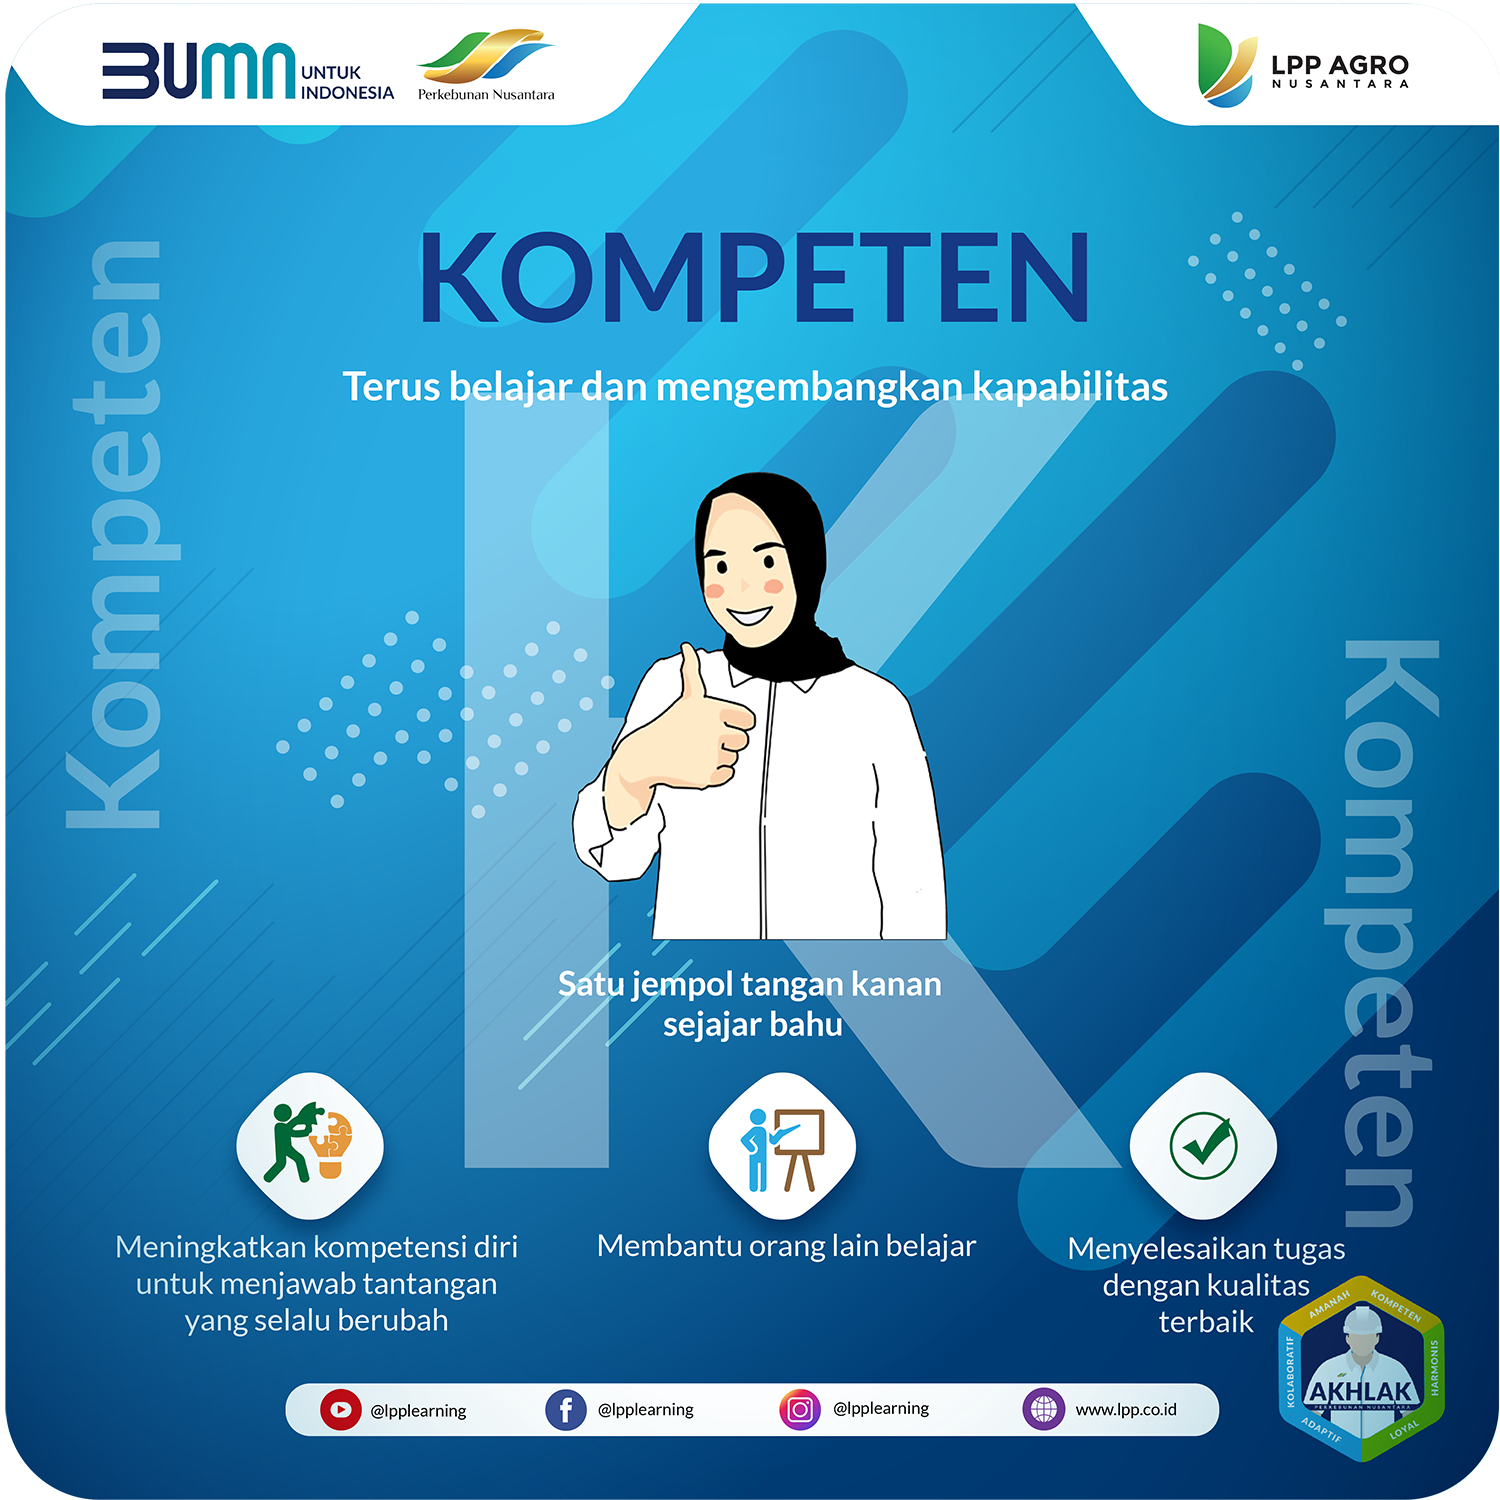 BUMN UNTUK
INDONESIA
Perkebunan Nusantara
LPP AGRO
NUSANTARA
KOMPETEN
Terus belajar dan mengembangkan kapabilitas
Kompeten
Kompeten
Satu jempol tangan kanan
sejajar bahu
Meningkatkan kompetensi diri
untuk menjawab tantangan
yang selalu berubah
Membantu orang lain belajar
Menyelesaikan tugas
dengan kualitas
terbaik
AMANAH
KOMPETEN
HARMONIS
LOYAL
ADAPTIF
KOLABORATIF
AKHLAK
PERKEBUNAN NUSANTARA
@lpplearning
@lpplearning
@lpplearning
www.lpp.co.id